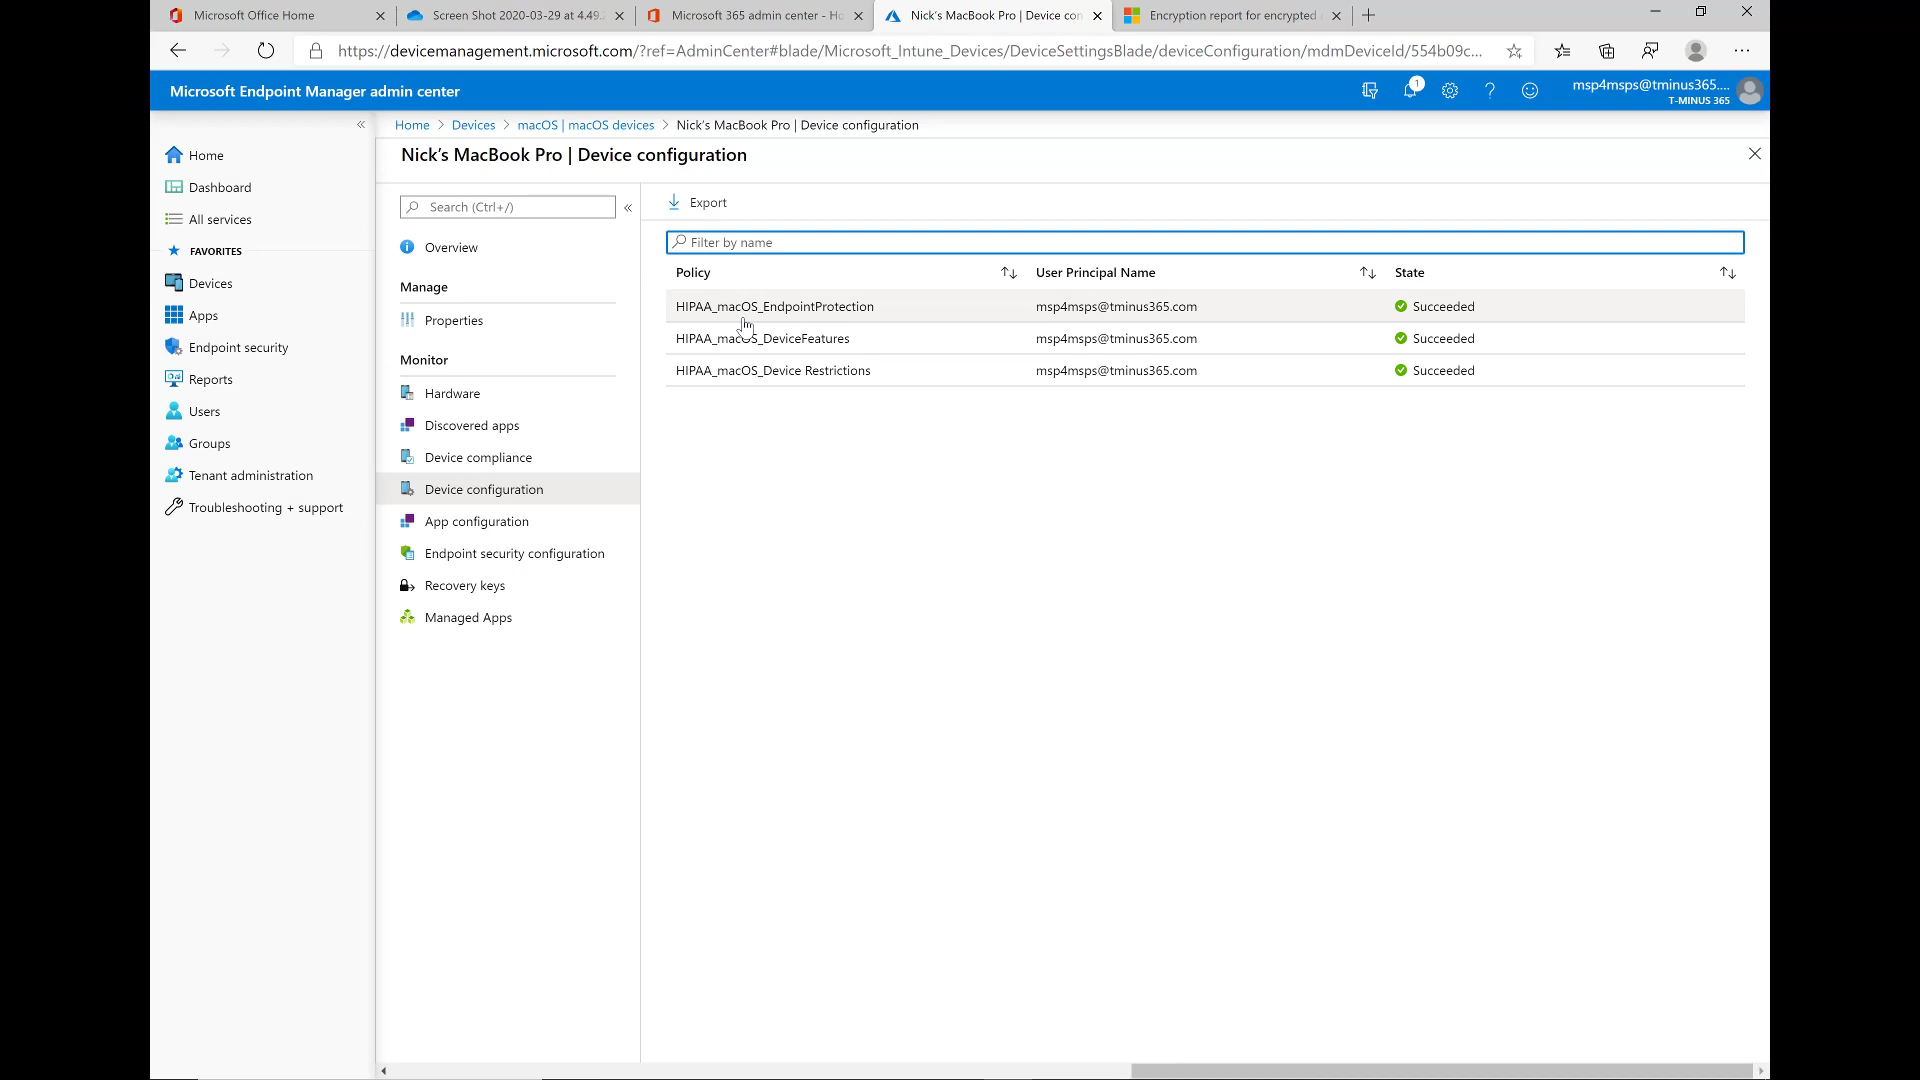 Microsoft Office Home
Screen Shot 2020-03-29 at 4.49.
Microsoft 365 admin center - Ho
Nick's MacBook Pro | Device con
Encryption report for encrypted
https://devicemanagement.microsoft.com/?ref=AdminCenter#blade/Microsoft_Intune_Devices/DeviceSettingsBlade/deviceConfiguration/mdmDeviceId/554b09c...
Microsoft Endpoint Manager admin center
1
msp4msps@tminus365....
T-MINUS 365
Home > Devices > macOS | macOS devices > Nick's MacBook Pro | Device configuration
Nick's MacBook Pro | Device configuration
Home
Dashboard
All services
FAVORITES
Devices
Apps
Endpoint security
Reports
Users
Groups
Tenant administration
Troubleshooting + support
Search (Ctrl+/)
Overview
Manage
Properties
Monitor
Hardware
Discovered apps
Device compliance
Device configuration
App configuration
Endpoint security configuration
Recovery keys
Managed Apps
Export
Filter by name
Policy User Principal Name State
HIPAA_macOS_EndpointProtection msp4msps@tminus365.com Succeeded
HIPAA_macOS_DeviceFeatures msp4msps@tminus365.com Succeeded
HIPAA_macOS_Device Restrictions msp4msps@tminus365.com Succeeded